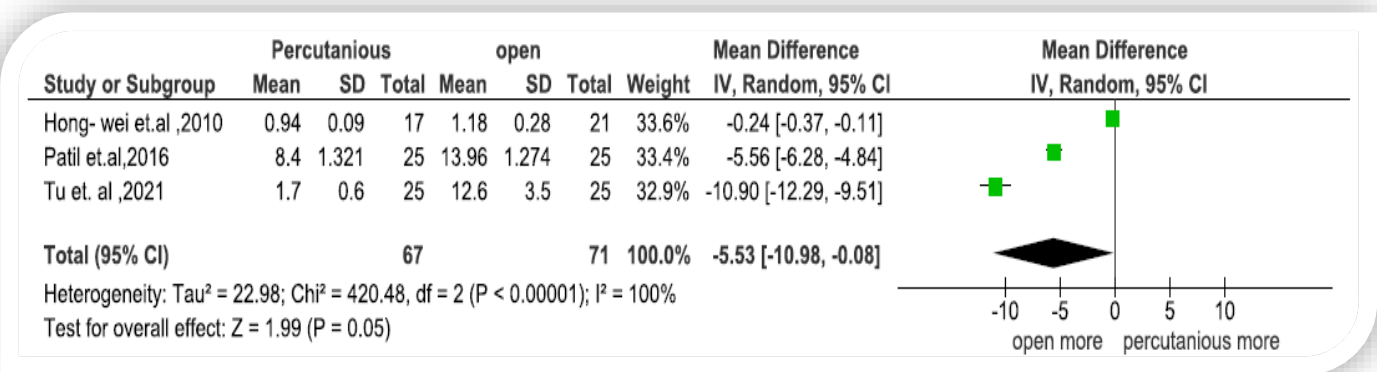 Percutanious open Mean Difference Mean Difference
Study or Subgroup Mean SD Total Mean SD Total Weight IV, Random, 95% CI IV, Random, 95% CI
Hong- wei et.al ,2010 0.94 0.09 17 1.18 0.28 21 33.6% -0.24 [-0.37, -0.11]
Patil et.al,2016 8.4 1.321 25 13.96 1.274 25 33.4% -5.56 [-6.28, -4.84]
Tu et. al ,2021 1.7 0.6 25 12.6 3.5 25 32.9% -10.90 [-12.29, -9.51]
Total (95% CI) 67 71 100.0% -5.53 [-10.98, -0.08]
Heterogeneity: Tau² = 22.98; Chi² = 420.48, df = 2 (P < 0.00001); I² = 100%
Test for overall effect: Z = 1.99 (P = 0.05)
-10 -5 0 5 10
open more percutanious more